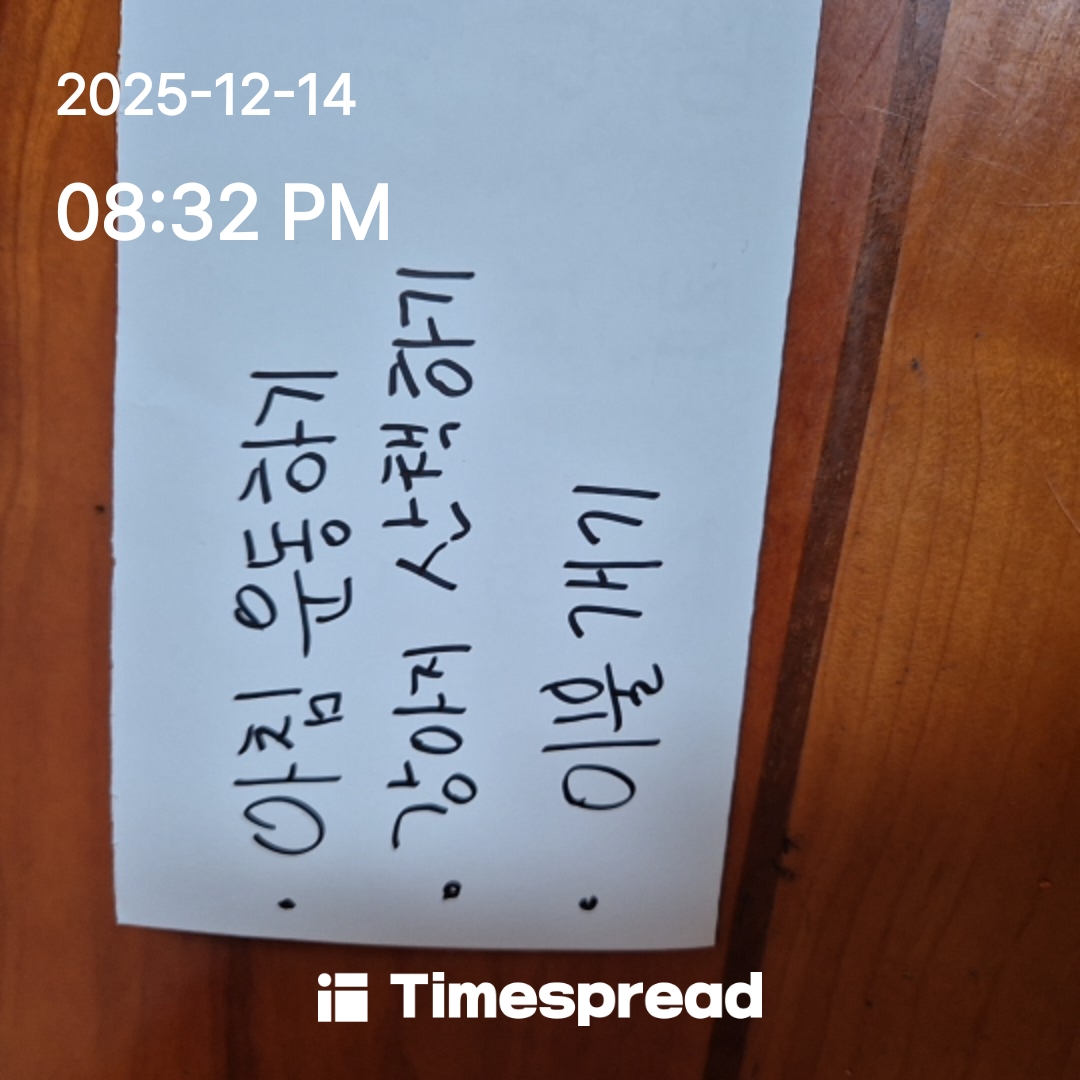 2025-12-14
08:32 PM
· 아침 운동하기
· 강아지 산책하기
· 이불 개기
Timespread